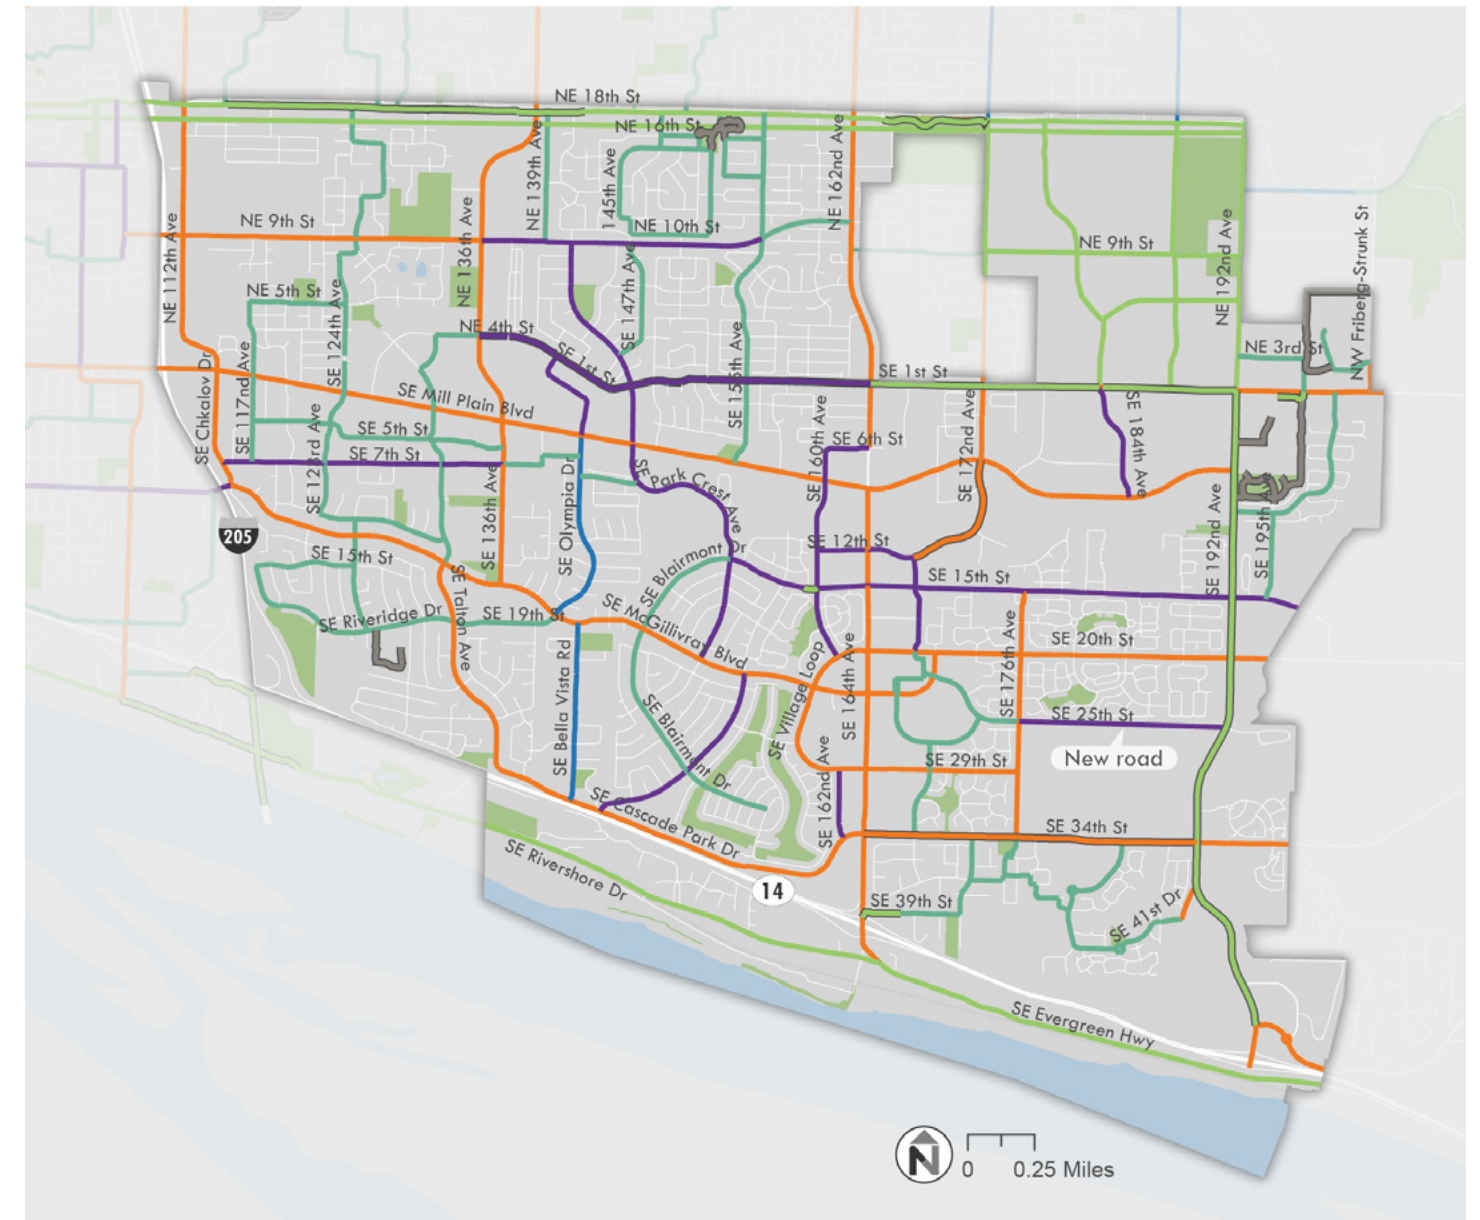 NE 18th St
NE 16th St
NE 139th Ave
145th Ave
NE 162nd Ave
NE 112th Ave
NE 9th St
NE 136th Ave
NE 10th St
NE 9th St
NE 192nd Ave
NW Friberg-Strunk St
NE 5th St
SE 124th Ave
SE 147th Ave
NE 4th St
SE 1st St
SE 1st St
NE 3rd St
SE Chkalov Dr
SE 117nd Ave
SE Mill Plain Blvd
SE 155th Ave
SE 160th Ave
SE 172nd Ave
SE 184th Ave
SE 123rd Ave
SE 5th St
SE 7th St
SE 6th St
SE Park Crest Ave
SE 136th Ave
SE Olympia Dr
SE 192nd Ave
SE 195th Av
205
SE 15th St
SE 12th St
SE Blairmont Dr
SE 15th St
SE Talton Ave
SE Riveridge Dr
SE 19th St
SE McGillivray Blvd
SE 176th Ave
SE 20th St
SE Village Loop
SE 164th Ave
SE Bella Vista Rd
SE Blairmont Dr
SE 25th St
New road
SE 162nd Ave
SE 29th St
SE Cascade Park Dr
SE 34th St
SE Rivershore Dr
14
SE 39th St
SE 41st Dr
SE Evergreen Hwy
N
0 0.25 Miles